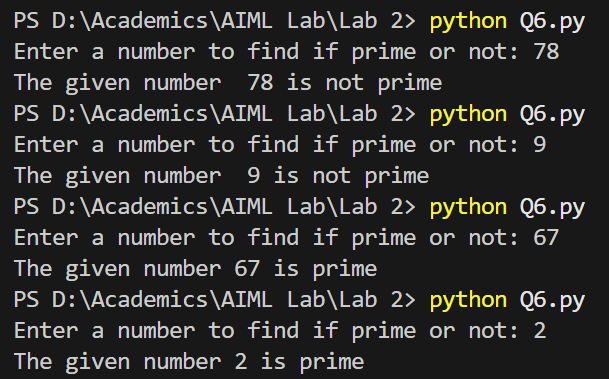 PS D:\Academics\AIML Lab\Lab 2> python Q6.py
Enter a number to find if prime or not: 78
The given number  78 is not prime
PS D:\Academics\AIML Lab\Lab 2> python Q6.py
Enter a number to find if prime or not: 9
The given number  9 is not prime
PS D:\Academics\AIML Lab\Lab 2> python Q6.py
Enter a number to find if prime or not: 67
The given number 67 is prime
PS D:\Academics\AIML Lab\Lab 2> python Q6.py
Enter a number to find if prime or not: 2
The given number 2 is prime